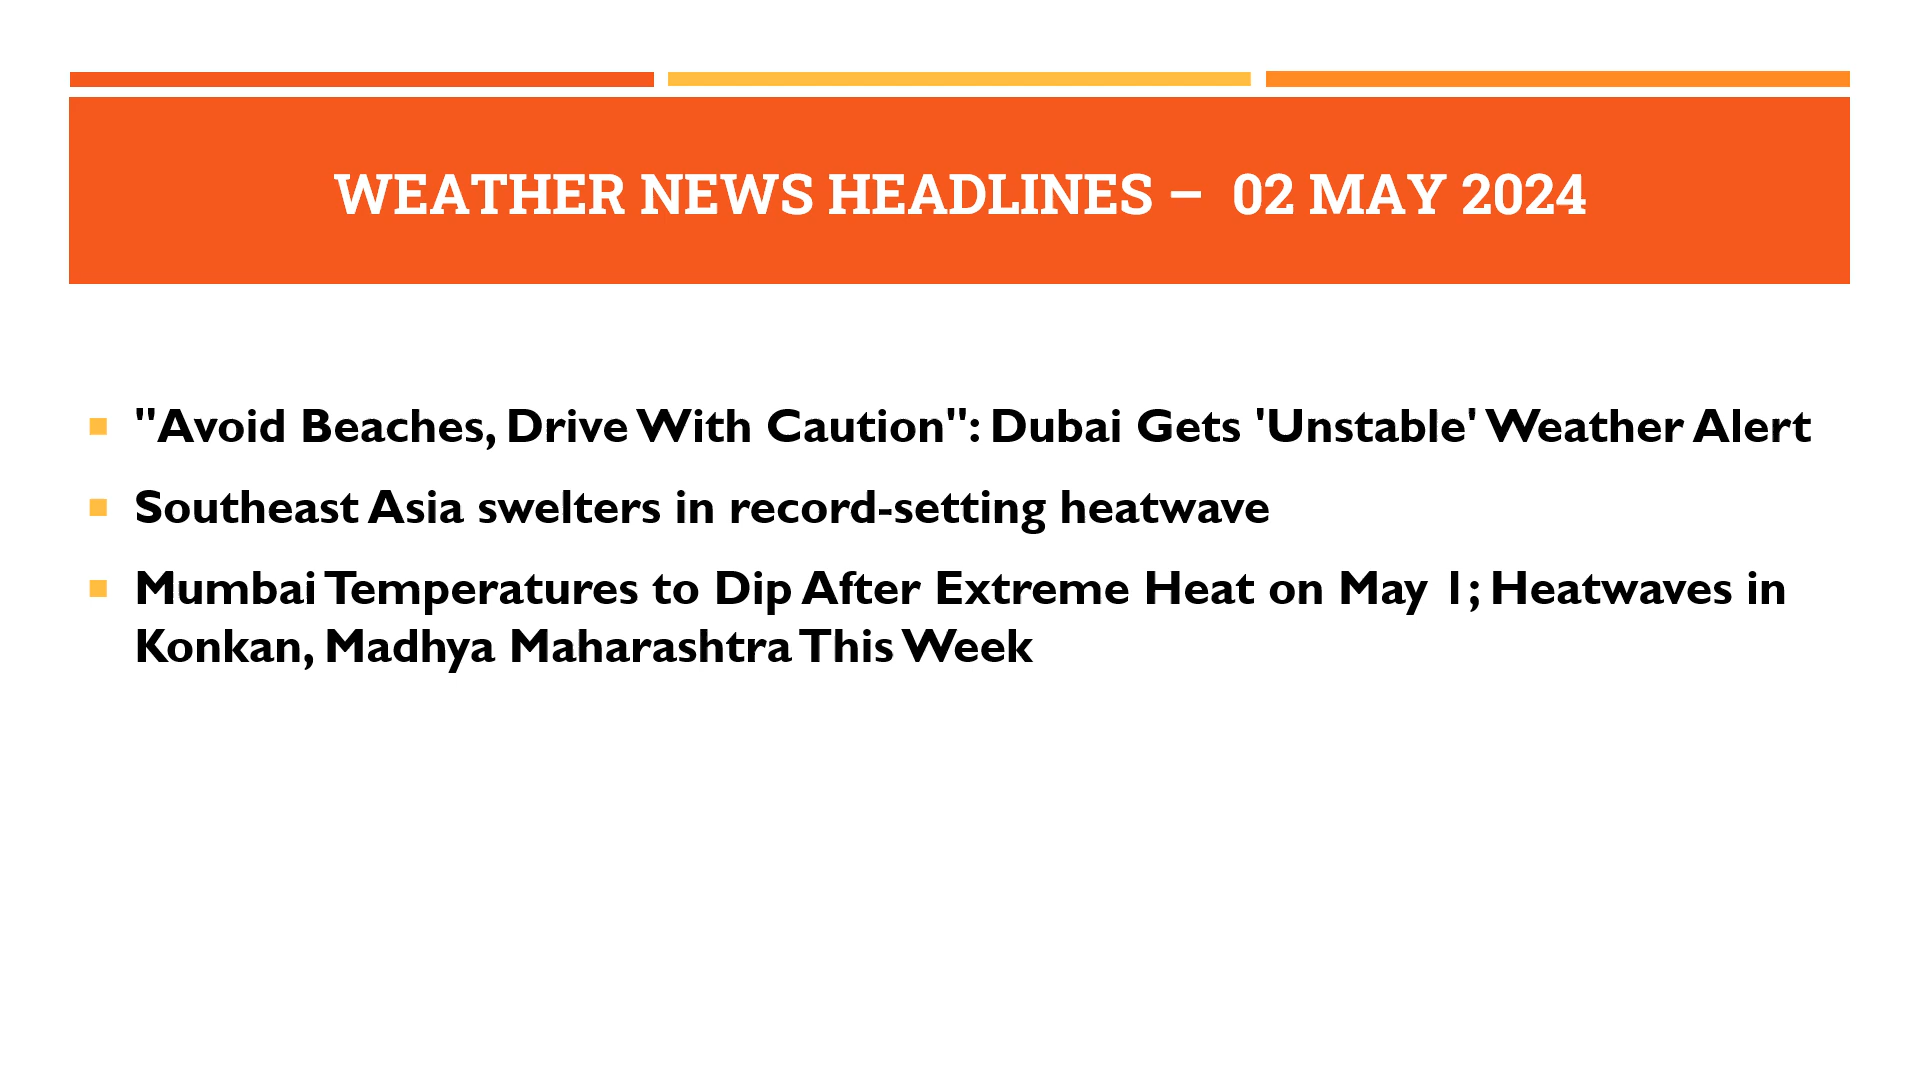 WEATHER NEWS HEADLINES – 02 MAY 2024
"Avoid Beaches, Drive With Caution": Dubai Gets 'Unstable' Weather Alert
Southeast Asia swelters in record-setting heatwave
Mumbai Temperatures to Dip After Extreme Heat on May 1; Heatwaves in
Konkan, Madhya Maharashtra This Week